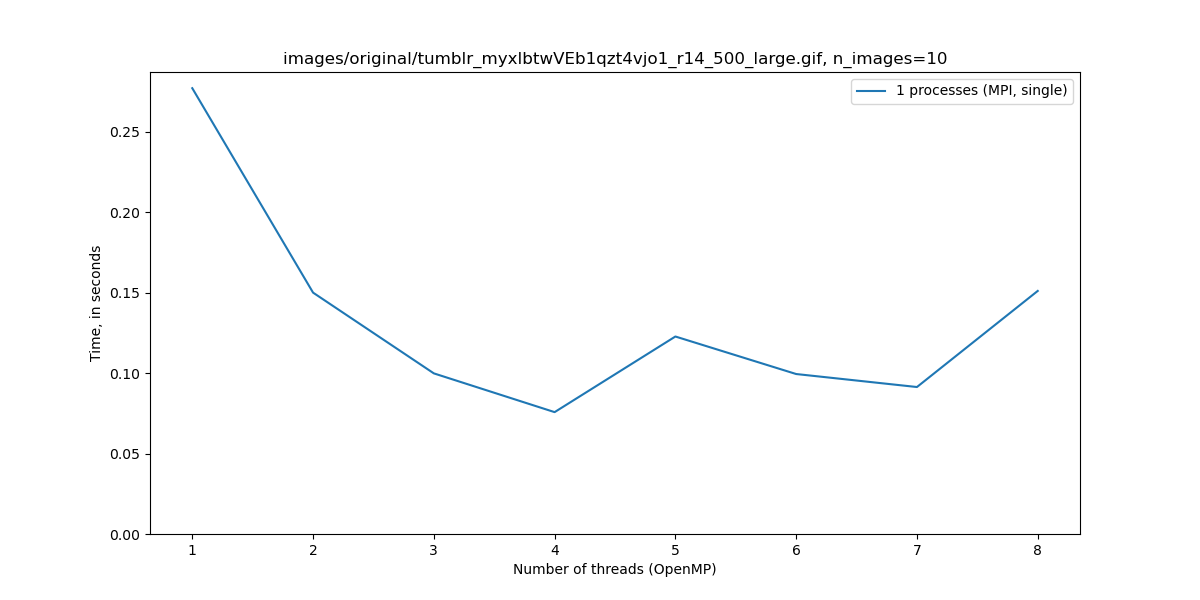 images/original/tumblr_myxlbtwVEb1qzt4vjo1_r14_500_large.gif, n_images=10
1 processes (MPI, single)
0.25
0.20
0.15
0.10
0.05
0.00
Time, in seconds
1 2 3 4 5 6 7 8
Number of threads (OpenMP)